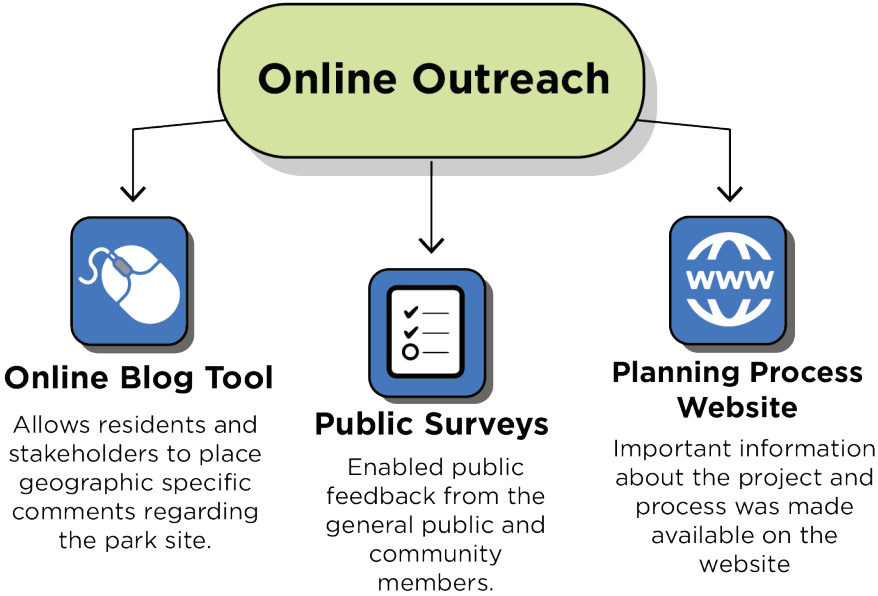 Online Outreach
Online Blog Tool
Allows residents and
stakeholders to place
geographic specific
comments regarding
the park site.
Public Surveys
Enabled public
feedback from the
general public and
community
members.
www
Planning Process
Website
Important information
about the project and
process was made
available on the
website